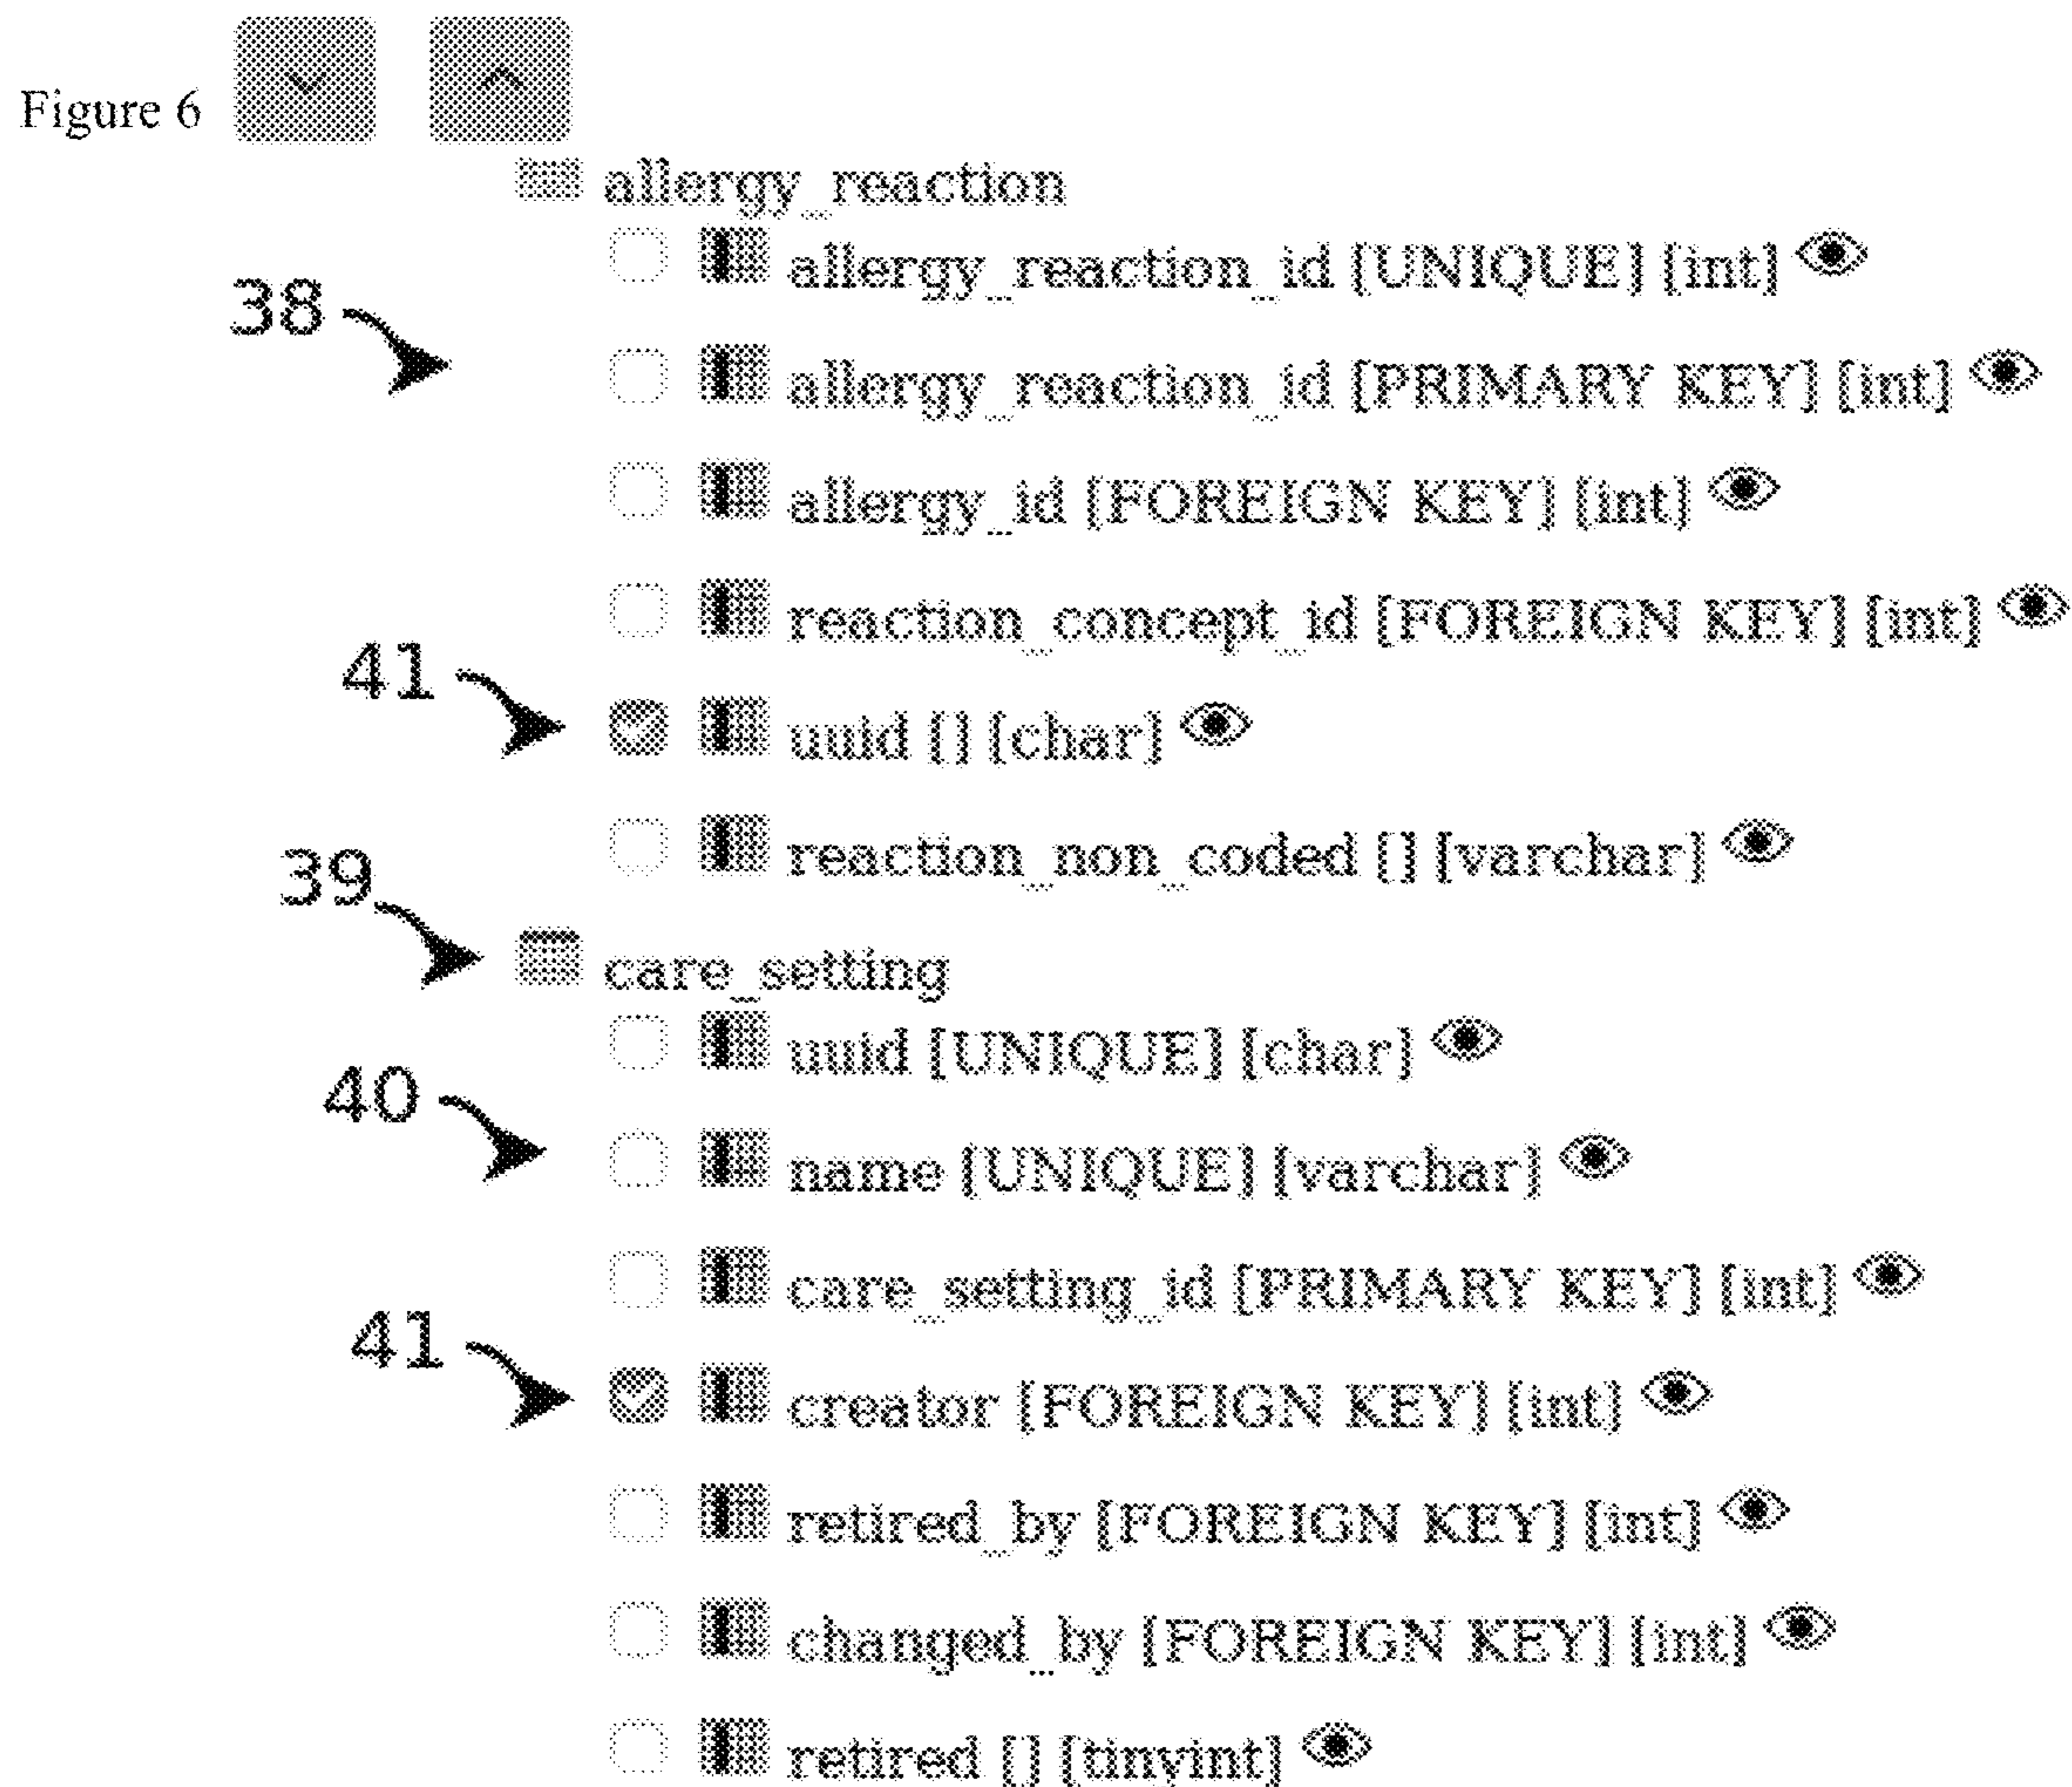 Figure 6
allergy_reaction
allergy_reaction_id [UNIQUE] [int]
38
allergy_reaction_id [PRIMARY KEY] [int]
allergy_id [FOREIGN KEY] [int]
reaction_concept_id [FOREIGN KEY] [int]
41
uuid [] [char]
reaction_non_coded [] [varchar]
39
care_setting
uuid [UNIQUE] [char]
40
name [UNIQUE] [varchar]
care_setting_id [PRIMARY KEY] [int]
41
creator [FOREIGN KEY] [int]
retired_by [FOREIGN KEY] [int]
changed_by [FOREIGN KEY] [int]
retired [] [tinyint]